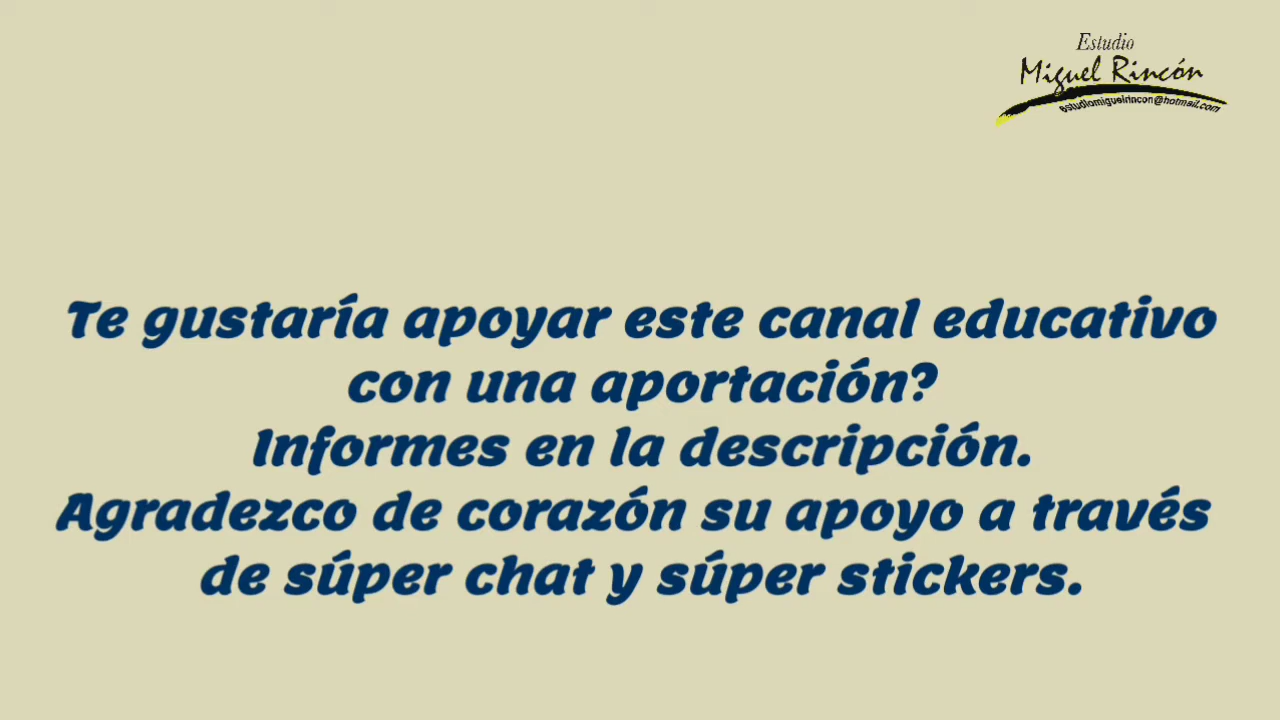 Estudio
Miguel Rincón
estudiomiguelrincon@hotmail.com
Te gustaría apoyar este canal educativo
con una aportación?
Informes en la descripción.
Agradezco de corazón su apoyo a través
de súper chat y súper stickers.